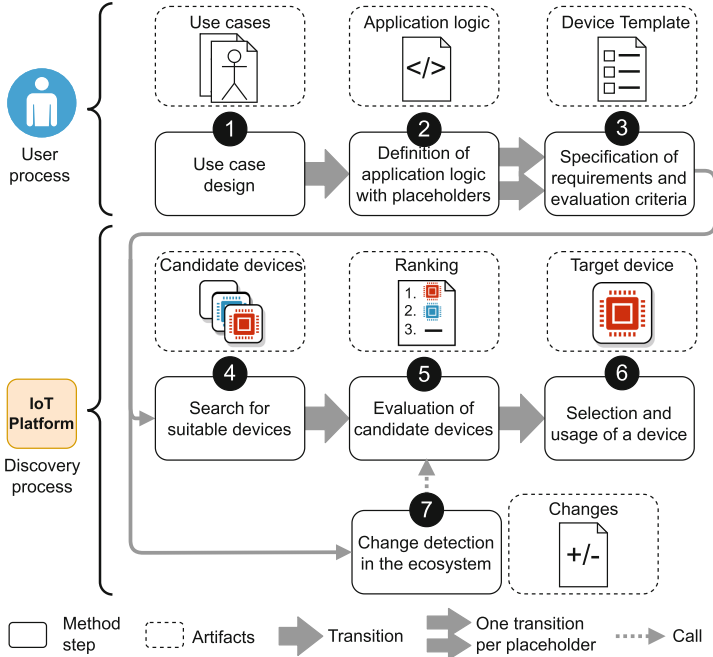 Use cases
Application logic
</>
Device Template
User
process
1
Use case
design
2
Definition of
application logic
with placeholders
3
Specification of
requirements and
evaluation criteria
Candidate devices
Ranking
1.
2.
3.
Target device
IoT
Platform
Discovery
process
4
Search for
suitable devices
5
Evaluation of
candidate devices
6
Selection and
usage of a device
7
Change detection
in the ecosystem
Changes
+/-
Method
step
Artifacts
Transition
One transition
per placeholder
Call